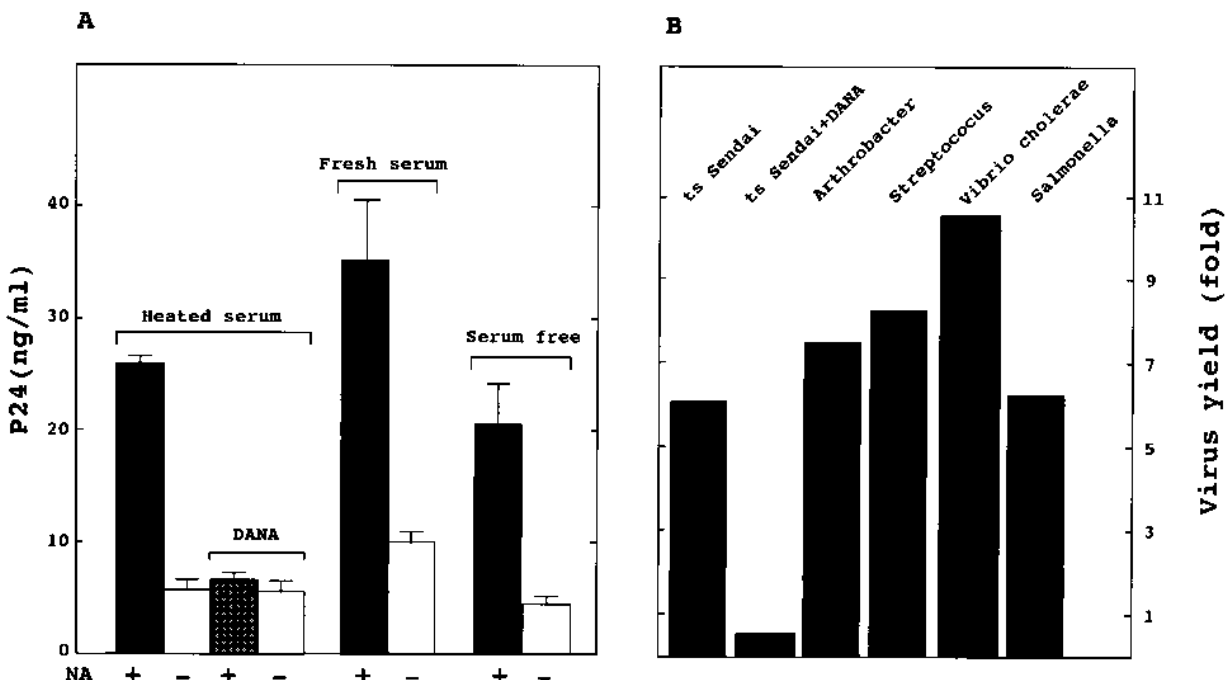 A
P24(ng/ml)
40
30
20
10
0
Fresh serum
Heated serum
Serum free
DANA
NA + - + - + - + -
B
ts Sendai
ts Sendai+DANA
Arthrobacter
Streptococus
Vibrio cholerae
Salmonella
11
9
7
5
3
1
Virus yield (fold)